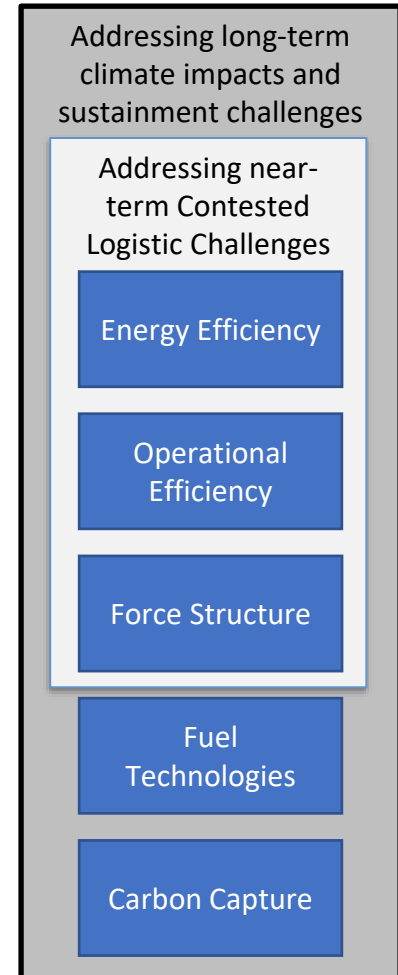 Addressing long-term
climate impacts and
sustainment challenges
Addressing near-
term Contested
Logistic Challenges
Energy Efficiency
Operational
Efficiency
Force Structure
Fuel
Technologies
Carbon Capture